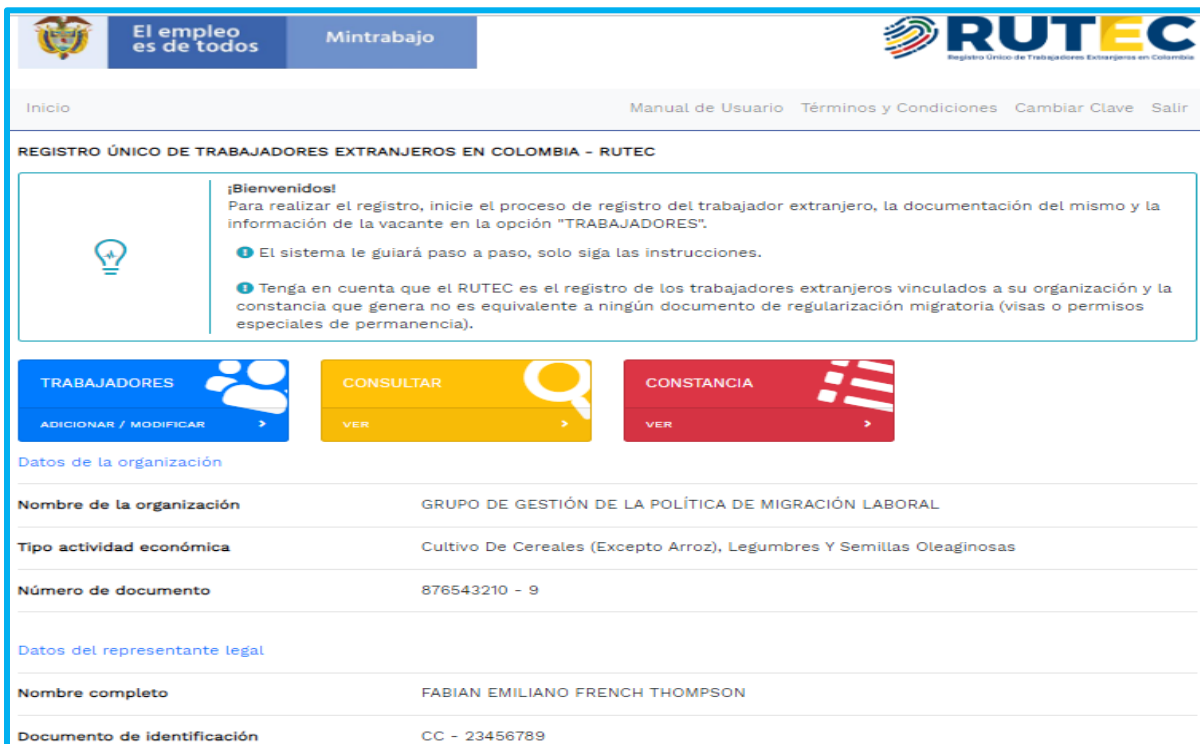 El empleo
es de todos
Mintrabajo
RUTEC
Registro Único de Trabajadores Extranjeros en Colombia
Inicio
Manual de Usuario Términos y Condiciones Cambiar Clave Salir
REGISTRO ÚNICO DE TRABAJADORES EXTRANJEROS EN COLOMBIA - RUTEC
¡Bienvenidos!
Para realizar el registro, inicie el proceso de registro del trabajador extranjero, la documentación del mismo y la
información de la vacante en la opción "TRABAJADORES".
El sistema le guiará paso a paso, solo siga las instrucciones.
Tenga en cuenta que el RUTEC es el registro de los trabajadores extranjeros vinculados a su organización y la
constancia que genera no es equivalente a ningún documento de regularización migratoria (visas o permisos
especiales de permanencia).
TRABAJADORES
ADICIONAR / MODIFICAR >
CONSULTAR
VER >
CONSTANCIA
VER >
Datos de la organización
Nombre de la organización GRUPO DE GESTIÓN DE LA POLÍTICA DE MIGRACIÓN LABORAL
Tipo actividad económica Cultivo De Cereales (Excepto Arroz), Legumbres Y Semillas Oleaginosas
Número de documento 876543210 - 9
Datos del representante legal
Nombre completo FABIAN EMILIANO FRENCH THOMPSON
Documento de identificación CC - 23456789